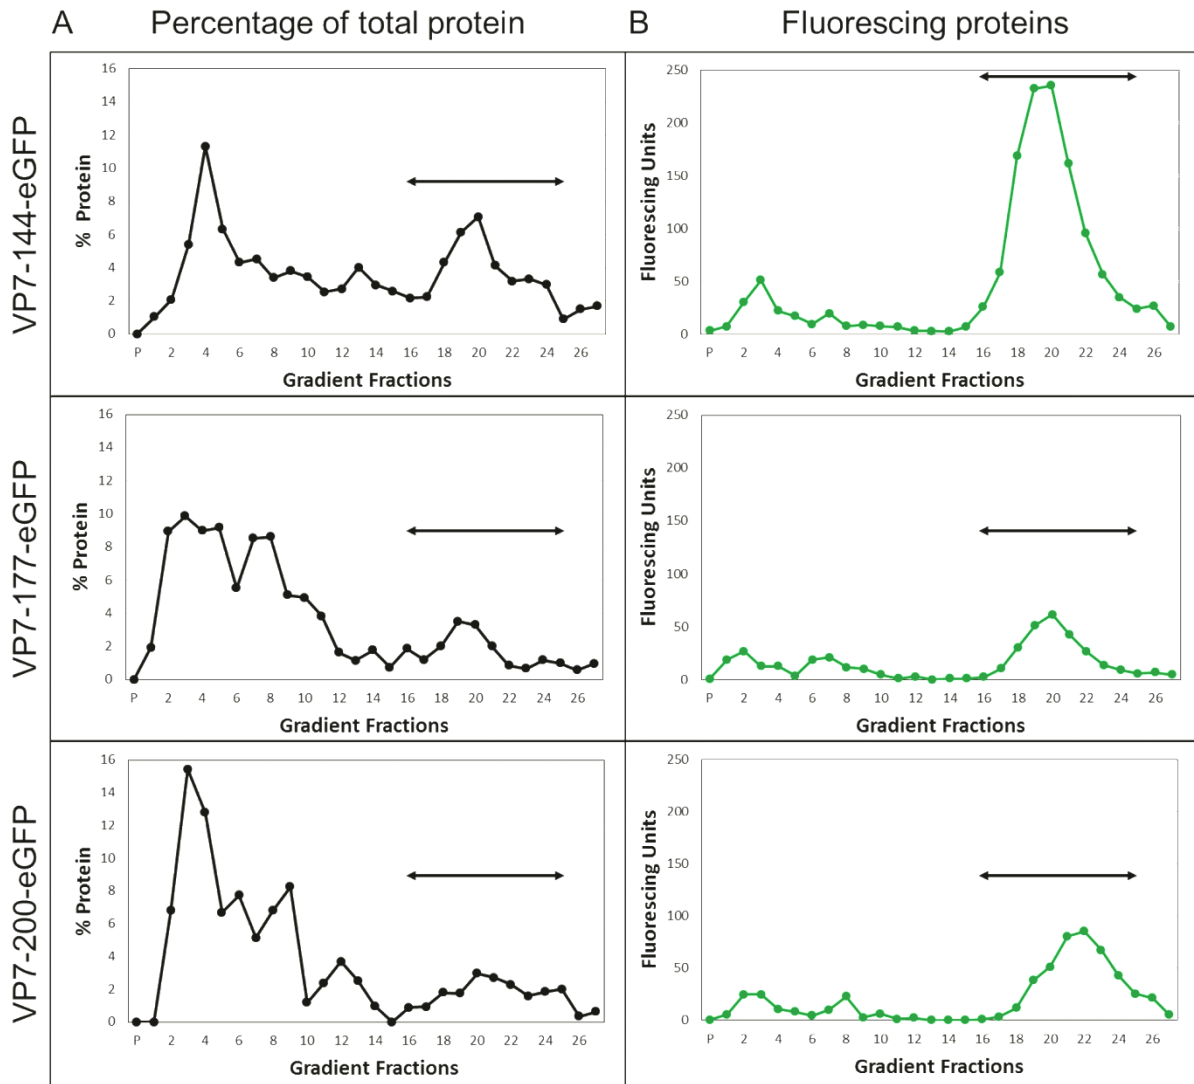 A Percentage of total protein
B Fluorescing proteins
VP7-144-eGFP
16
14
12
10
8
6
4
2
0
% Protein
P 2 4 6 8 10 12 14 16 18 20 22 24 26
Gradient Fractions
250
200
150
100
50
0
Fluorescing Units
P 2 4 6 8 10 12 14 16 18 20 22 24 26
Gradient Fractions
VP7-177-eGFP
16
14
12
10
8
6
4
2
0
% Protein
P 2 4 6 8 10 12 14 16 18 20 22 24 26
Gradient Fractions
250
200
150
100
50
0
Fluorescing Units
P 2 4 6 8 10 12 14 16 18 20 22 24 26
Gradient Fractions
VP7-200-eGFP
16
14
12
10
8
6
4
2
0
% Protein
P 2 4 6 8 10 12 14 16 18 20 22 24 26
Gradient Fractions
250
200
150
100
50
0
Fluorescing Units
P 2 4 6 8 10 12 14 16 18 20 22 24 26
Gradient Fractions